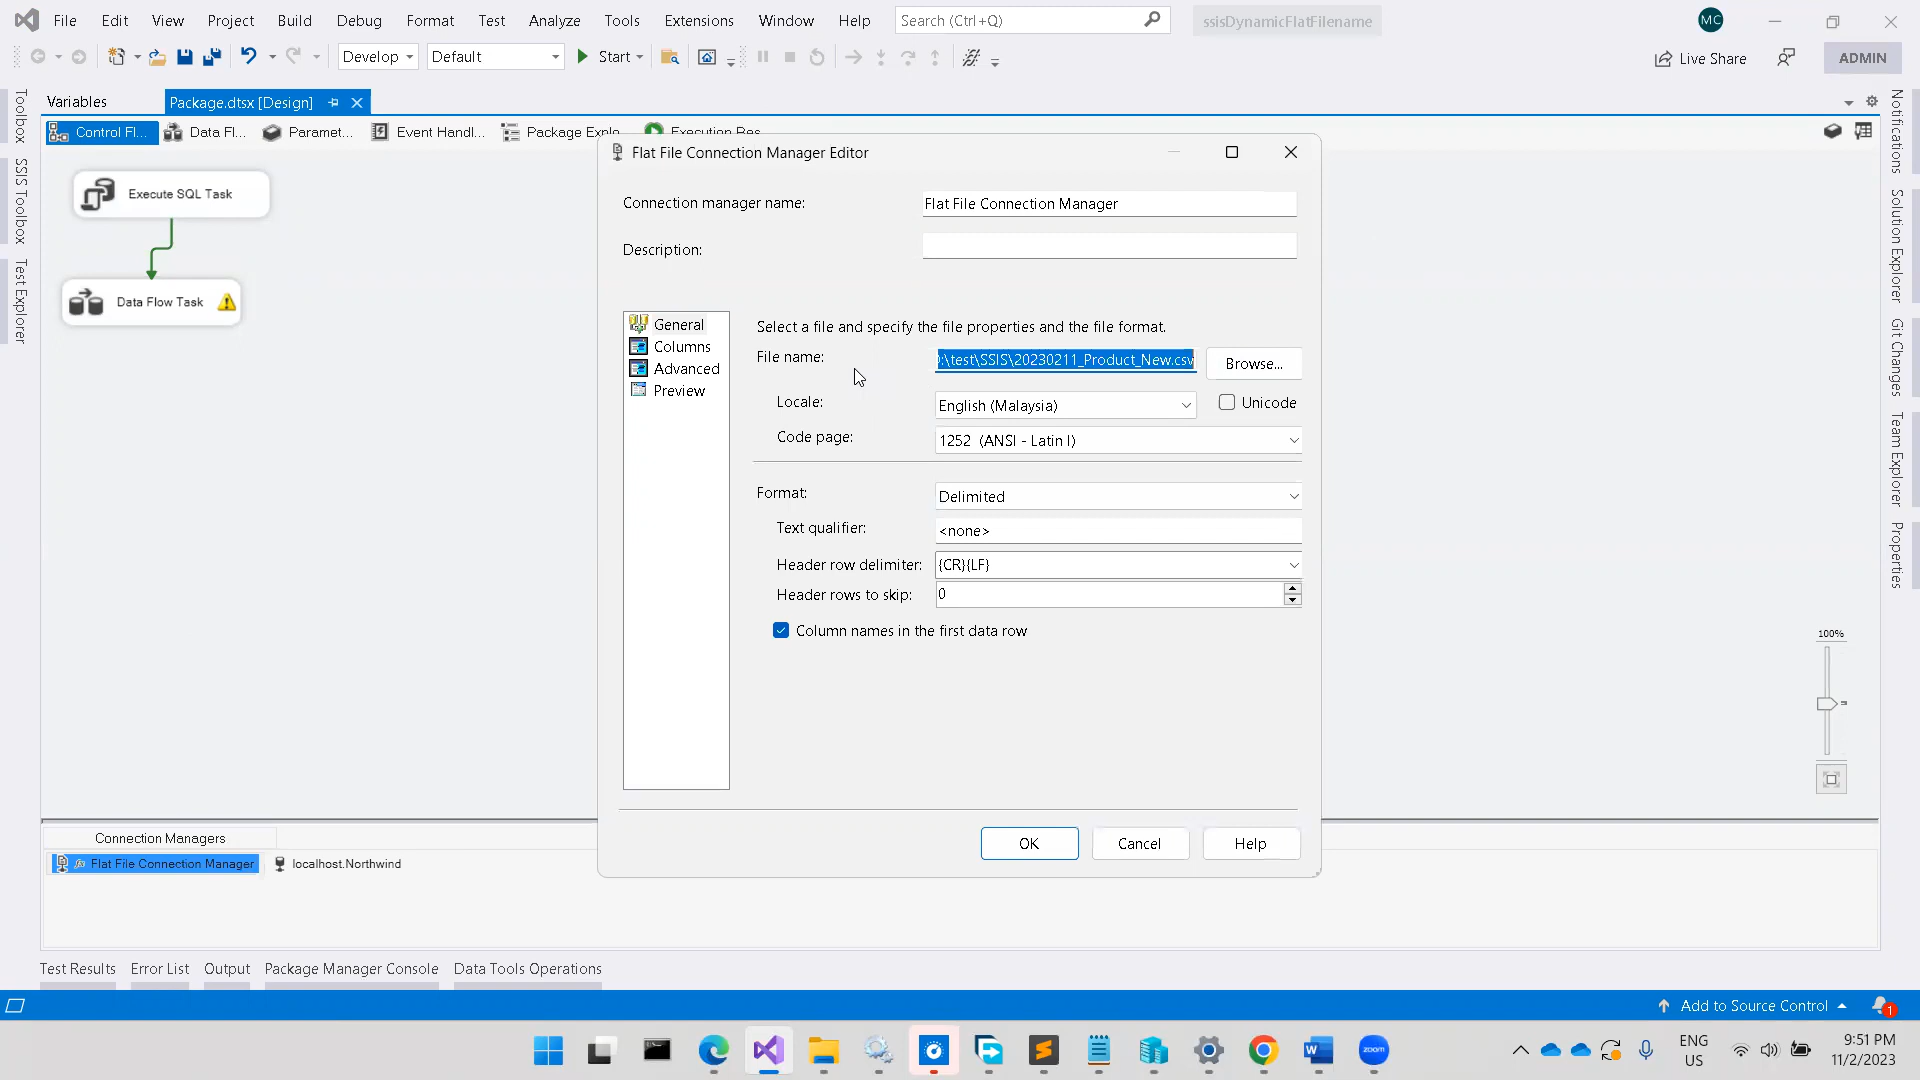 File Edit View Project Build Debug Format Test Analyze Tools Extensions Window Help Search (Ctrl+Q) ssisDynamicFlatFilename MC
Develop Default Start Live Share ADMIN
Variables Package.dtsx [Design]
Control Fl... Data Fl... Paramet... Event Handl... Package Explo Execution Res
Toolbox
SSIS Toolbox
Test Explorer
Execute SQL Task
Data Flow Task
Flat File Connection Manager Editor
Connection manager name: Flat File Connection Manager
Description:
General
Columns
Advanced
Preview
Select a file and specify the file properties and the file format.
File name: :\test\SSIS\20230211_Product_New.csv Browse...
Locale: English (Malaysia) Unicode
Code page: 1252 (ANSI - Latin I)
Format: Delimited
Text qualifier: <none>
Header row delimiter: {CR}{LF}
Header rows to skip: 0
Column names in the first data row
OK Cancel Help
Notifications
Solution Explorer
Git Changes
Team Explorer
Properties
100%
Connection Managers
fx Flat File Connection Manager localhost.Northwind
Test Results Error List Output Package Manager Console Data Tools Operations
Add to Source Control 1
zoom
ENG
US
9:51 PM
11/2/2023